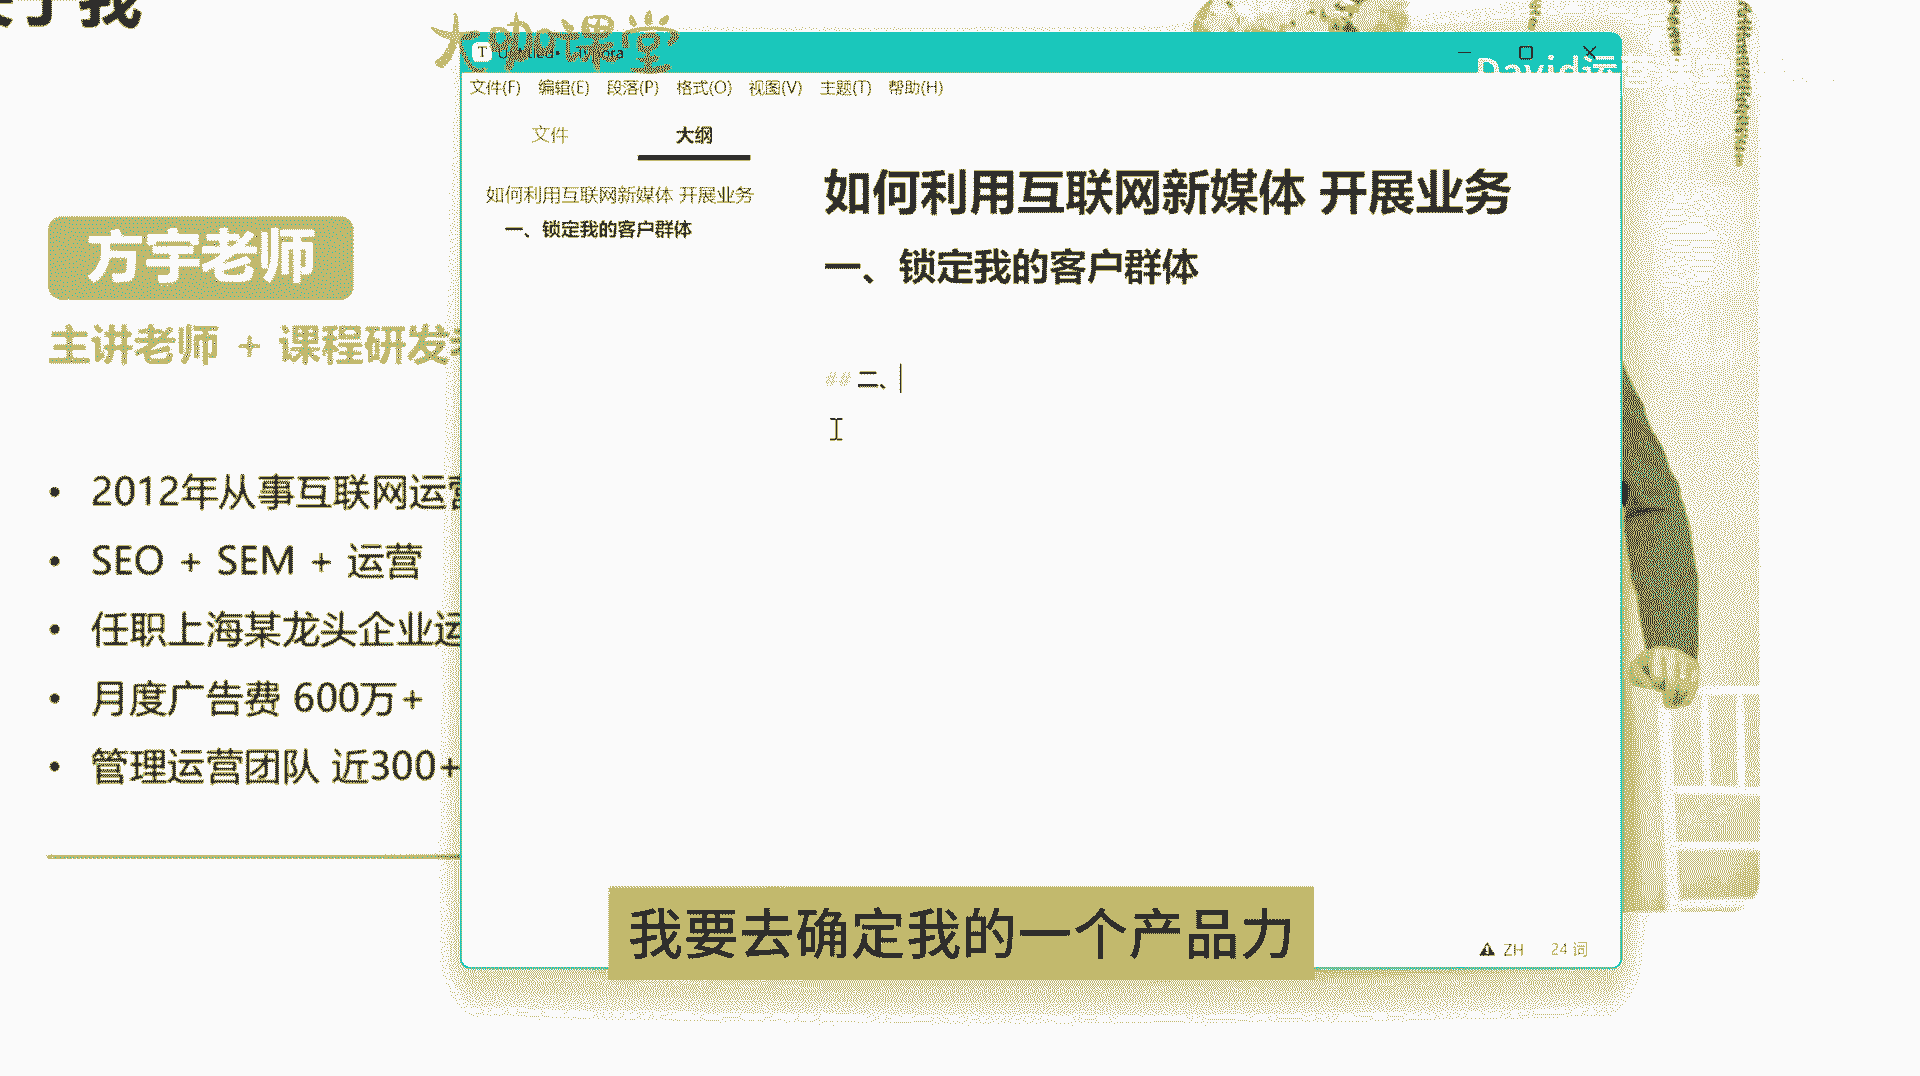 于我
大咖课堂
Untitled• - Typora
David运营
文件(F) 编辑(E) 段落(P) 格式(O) 视图(V) 主题(T) 帮助(H)
文件 大纲
如何利用互联网新媒体 开展业务
一、锁定我的客户群体
如何利用互联网新媒体 开展业务
一、锁定我的客户群体
## 二、
方宇老师
主讲老师 + 课程研发
• 2012年从事互联网运营
• SEO + SEM + 运营
• 任职上海某龙头企业运
• 月度广告费 600万+
• 管理运营团队 近300+
我要去确定我的一个产品力
ZH 24 词